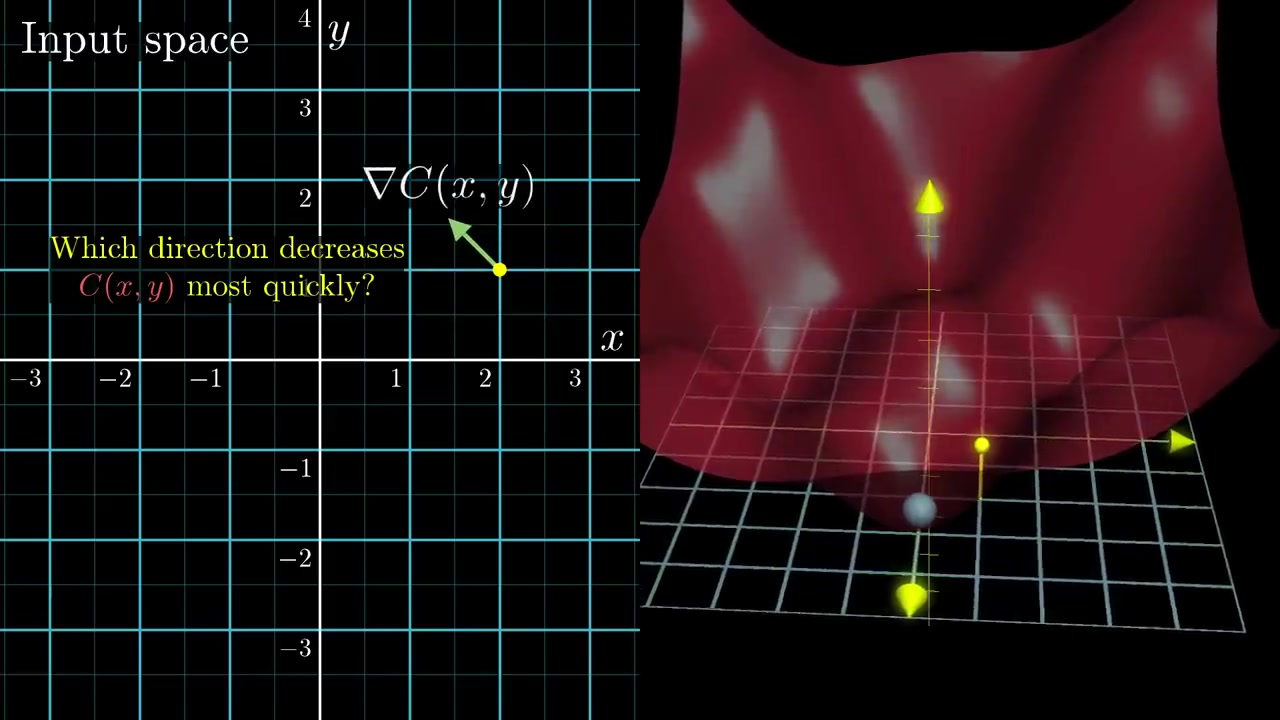 Input space
4
y
3
∇C(x, y)
2
Which direction decreases
C(x, y) most quickly?
x
−3 −2 −1 1 2 3
−1
−2
−3